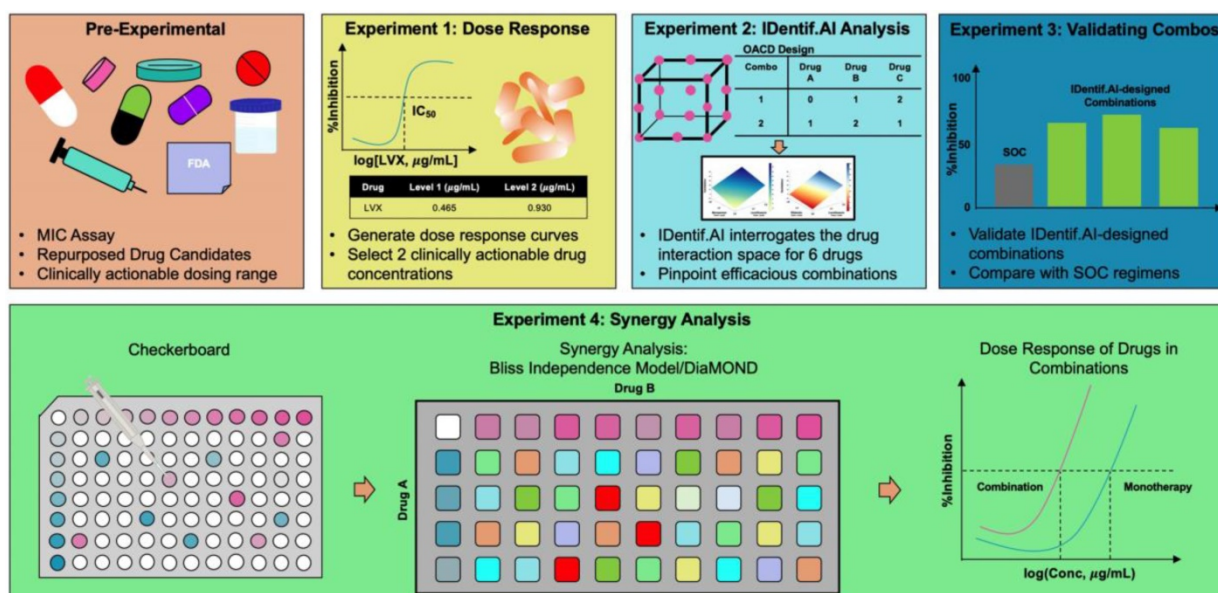 Pre-Experimental
FDA
• MIC Assay
• Repurposed Drug Candidates
• Clinically actionable dosing range
Experiment 1: Dose Response
%Inhibition
IC50
log[LVX, μg/mL]
Drug Level 1 (μg/mL) Level 2 (μg/mL)
LVX 0.465 0.930
• Generate dose response curves
• Select 2 clinically actionable drug
concentrations
Experiment 2: IDentif.AI Analysis
OACD Design
Combo Drug A Drug B Drug C
1 0 1 2
2 1 2 1
• IDentif.AI interrogates the drug
interaction space for 6 drugs
• Pinpoint efficacious combinations
Experiment 3: Validating Combos
100
50
0
%Inhibition
IDentif.AI-designed
Combinations
SOC
• Validate IDentif.AI-designed
combinations
• Compare with SOC regimens
Experiment 4: Synergy Analysis
Checkerboard
Synergy Analysis:
Bliss Independence Model/DiaMOND
Drug B
Drug A
Dose Response of Drugs in
Combinations
%Inhibition
Combination
Monotherapy
log(Conc, μg/mL)